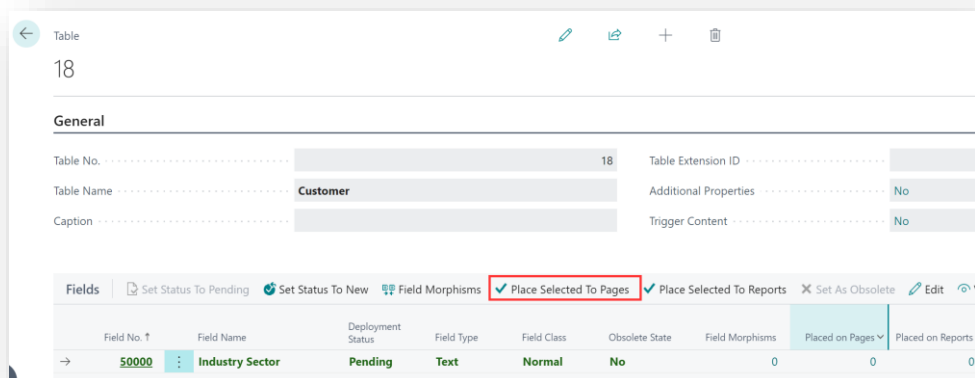 Table
18
General
Table No. 18 Table Extension ID
Table Name Customer Additional Properties No
Caption Trigger Content No
Fields Set Status To Pending Set Status To New Field Morphisms Place Selected To Pages Place Selected To Reports Set As Obsolete Edit
Field No. ↑ Field Name Deployment Status Field Type Field Class Obsolete State Field Morphisms Placed on Pages Placed on Reports
→ 50000 Industry Sector Pending Text Normal No 0 0 0